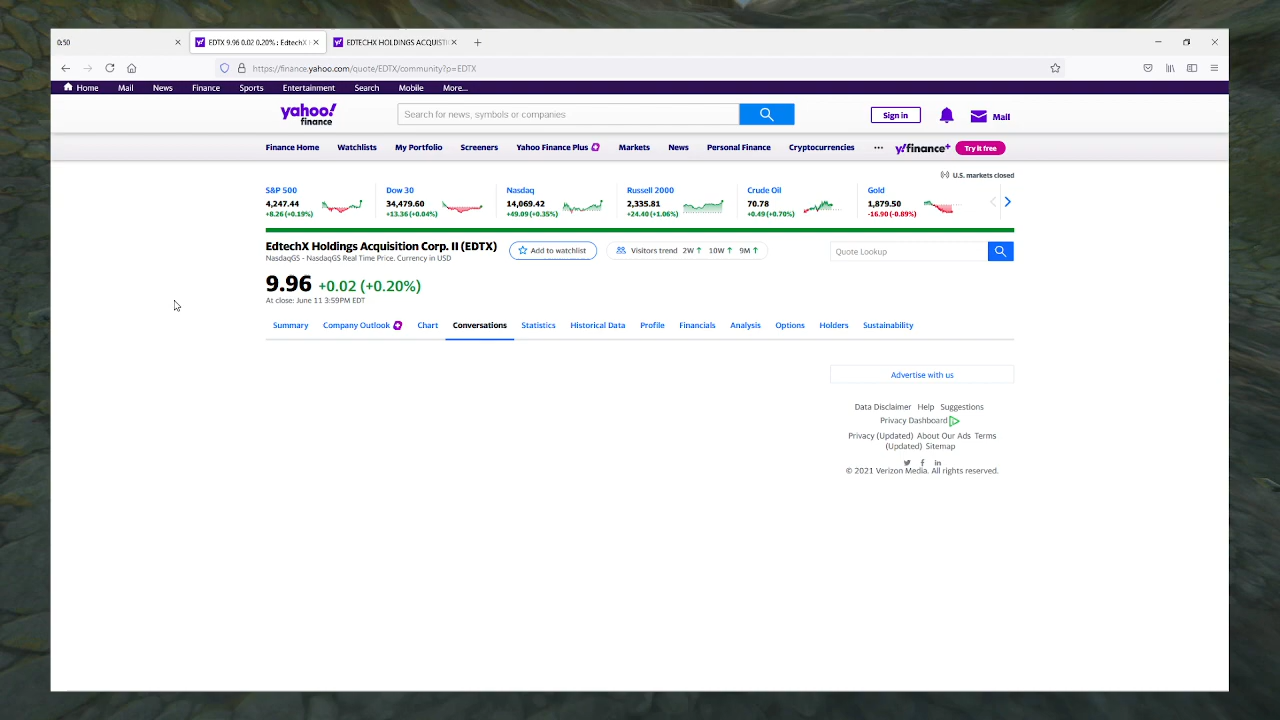 0:50
EDTX 9.96 0.02 0.20% : EdtechX
EDTECHX HOLDINGS ACQUISITI
https://finance.yahoo.com/quote/EDTX/community?p=EDTX
Home Mail News Finance Sports Entertainment Search Mobile More...
yahoo!
finance
Search for news, symbols or companies
Sign in
Mail
Finance Home Watchlists My Portfolio Screeners Yahoo Finance Plus Markets News Personal Finance Cryptocurrencies ... y!finance+ Try it free
U.S. markets closed
S&P 500 Dow 30 Nasdaq Russell 2000 Crude Oil Gold
4,247.44 34,479.60 14,069.42 2,335.81 70.78 1,879.50
+8.26 (+0.19%) +13.36 (+0.04%) +49.09 (+0.35%) +24.40 (+1.06%) +0.49 (+0.70%) -16.90 (-0.89%)
EdtechX Holdings Acquisition Corp. II (EDTX)
Add to watchlist
Visitors trend 2W↑ 10W↑ 9M↑
Quote Lookup
NasdaqGS - NasdaqGS Real Time Price. Currency in USD
9.96 +0.02 (+0.20%)
At close: June 11 3:59PM EDT
Summary Company Outlook Chart Conversations Statistics Historical Data Profile Financials Analysis Options Holders Sustainability
Advertise with us
Data Disclaimer Help Suggestions
Privacy Dashboard
Privacy (Updated) About Our Ads Terms
(Updated) Sitemap
© 2021 Verizon Media. All rights reserved.